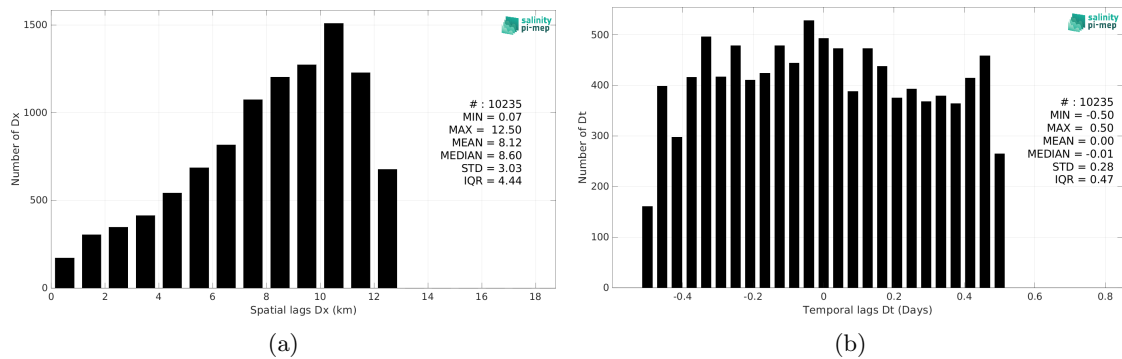 1500
1000
500
0
Number of Dx
salinity
pi-mep
# : 10235
MIN = 0.07
MAX = 12.50
MEAN = 8.12
MEDIAN = 8.60
STD = 3.03
IQR = 4.44
0 2 4 6 8 10 12 14 16 18
Spatial lags Dx (km)
(a)
500
400
300
200
100
0
Number of Dt
salinity
pi-mep
# : 10235
MIN = -0.50
MAX = 0.50
MEAN = 0.00
MEDIAN = -0.01
STD = 0.28
IQR = 0.47
-0.4 -0.2 0 0.2 0.4 0.6 0.8
Temporal lags Dt (Days)
(b)